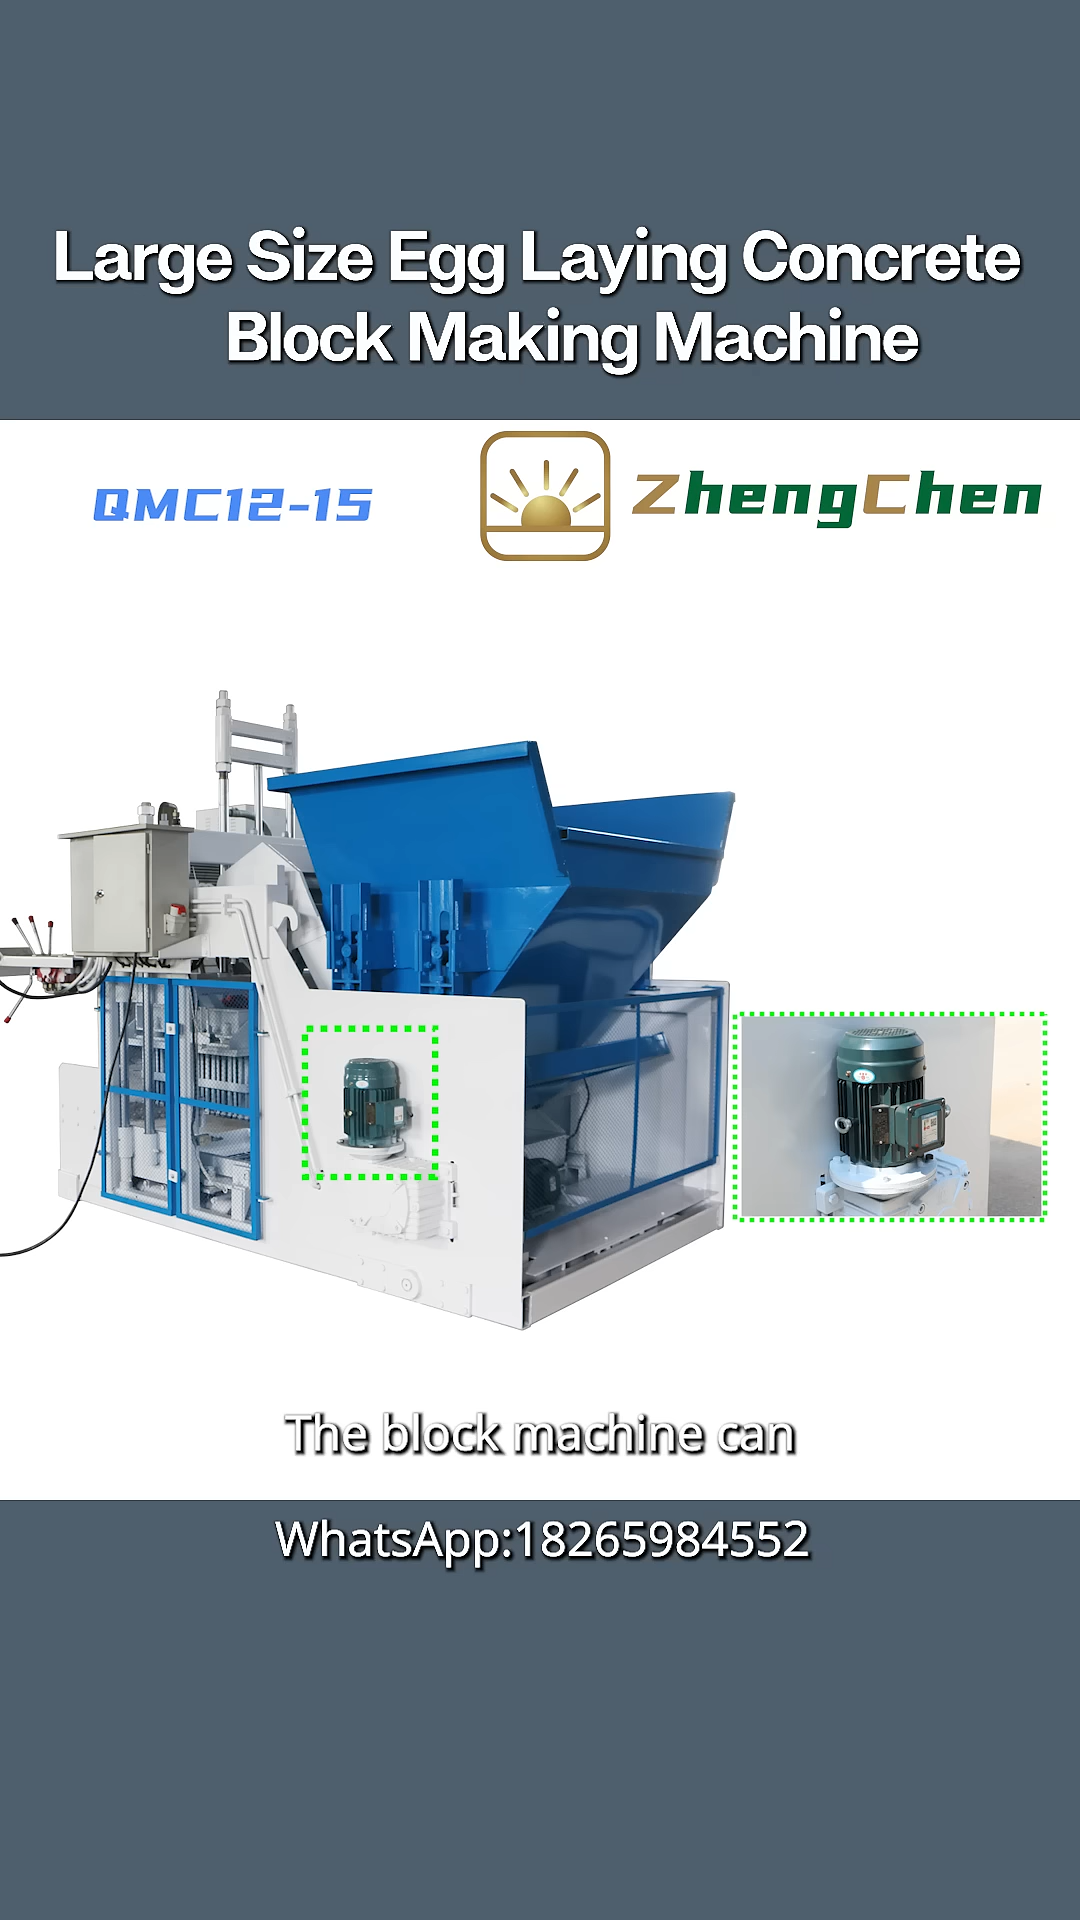 Large Size Egg Laying Concrete
Block Making Machine
QMC12-15
ZhengChen
The block machine can
WhatsApp:18265984552